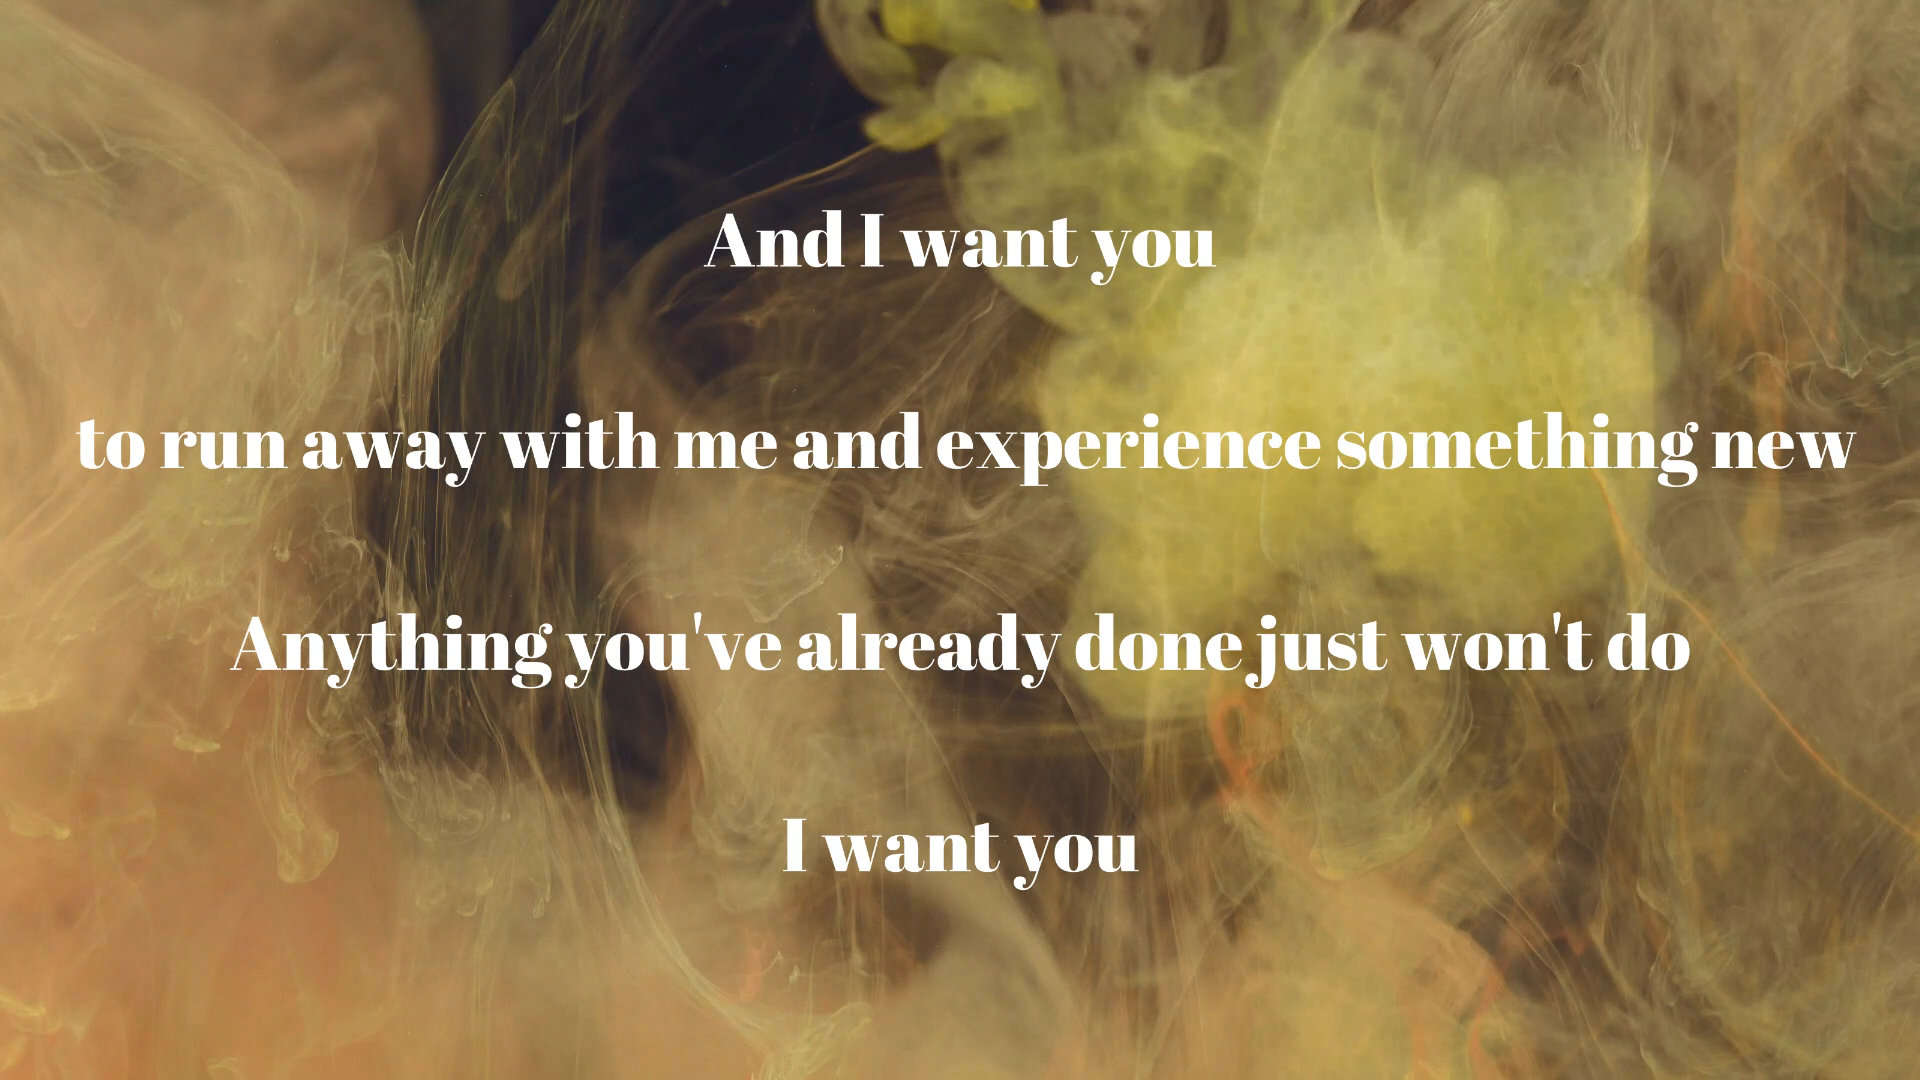 And I want you
to run away with me and experience something new
Anything you've already done just won't do
I want you